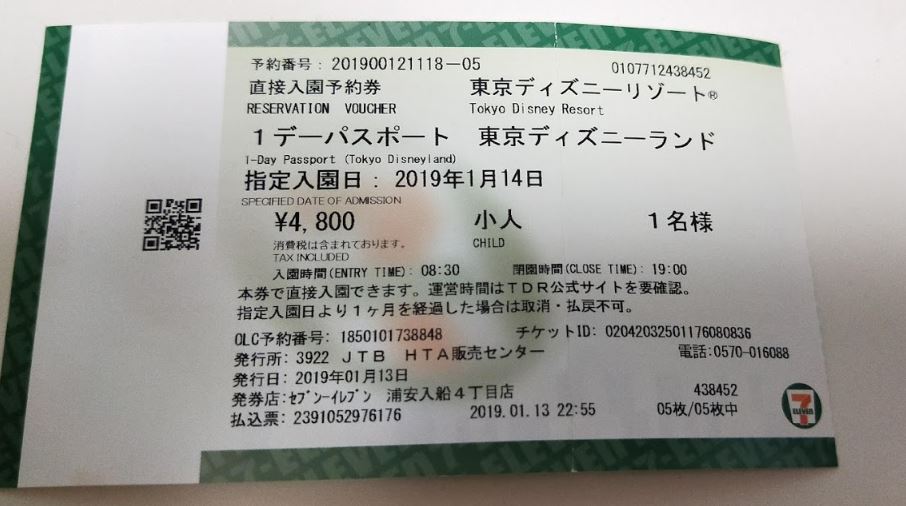 7-ELEVEN 7-ELEVEN
予約番号: 201900121118-05 0107712438452
直接入園予約券 東京ディズニーリゾート®
RESERVATION VOUCHER Tokyo Disney Resort
1デーパスポート 東京ディズニーランド
1-Day Passport (Tokyo Disneyland)
指定入園日: 2019年1月14日
SPECIFIED DATE OF ADMISSION
¥4,800 小人 1名様
消費税は含まれております。 CHILD
TAX INCLUDED
入園時間(ENTRY TIME): 08:30 閉園時間(CLOSE TIME): 19:00
本券で直接入園できます。運営時間はTDR公式サイトを要確認。
指定入園日より1ヶ月を経過した場合は取消・払戻不可。
OLC予約番号: 1850101738848 チケットID: 02042032501176080836
発行所: 3922 JTB HTA販売センター 電話:0570-016088
発行日: 2019年01月13日
発券店:セブン-イレブン 浦安入船4丁目店 438452
払込票: 2391052976176 2019.01.13 22:55 05枚/05枚中
7 ELEVEN
7-ELEVEN 7-ELEVEN